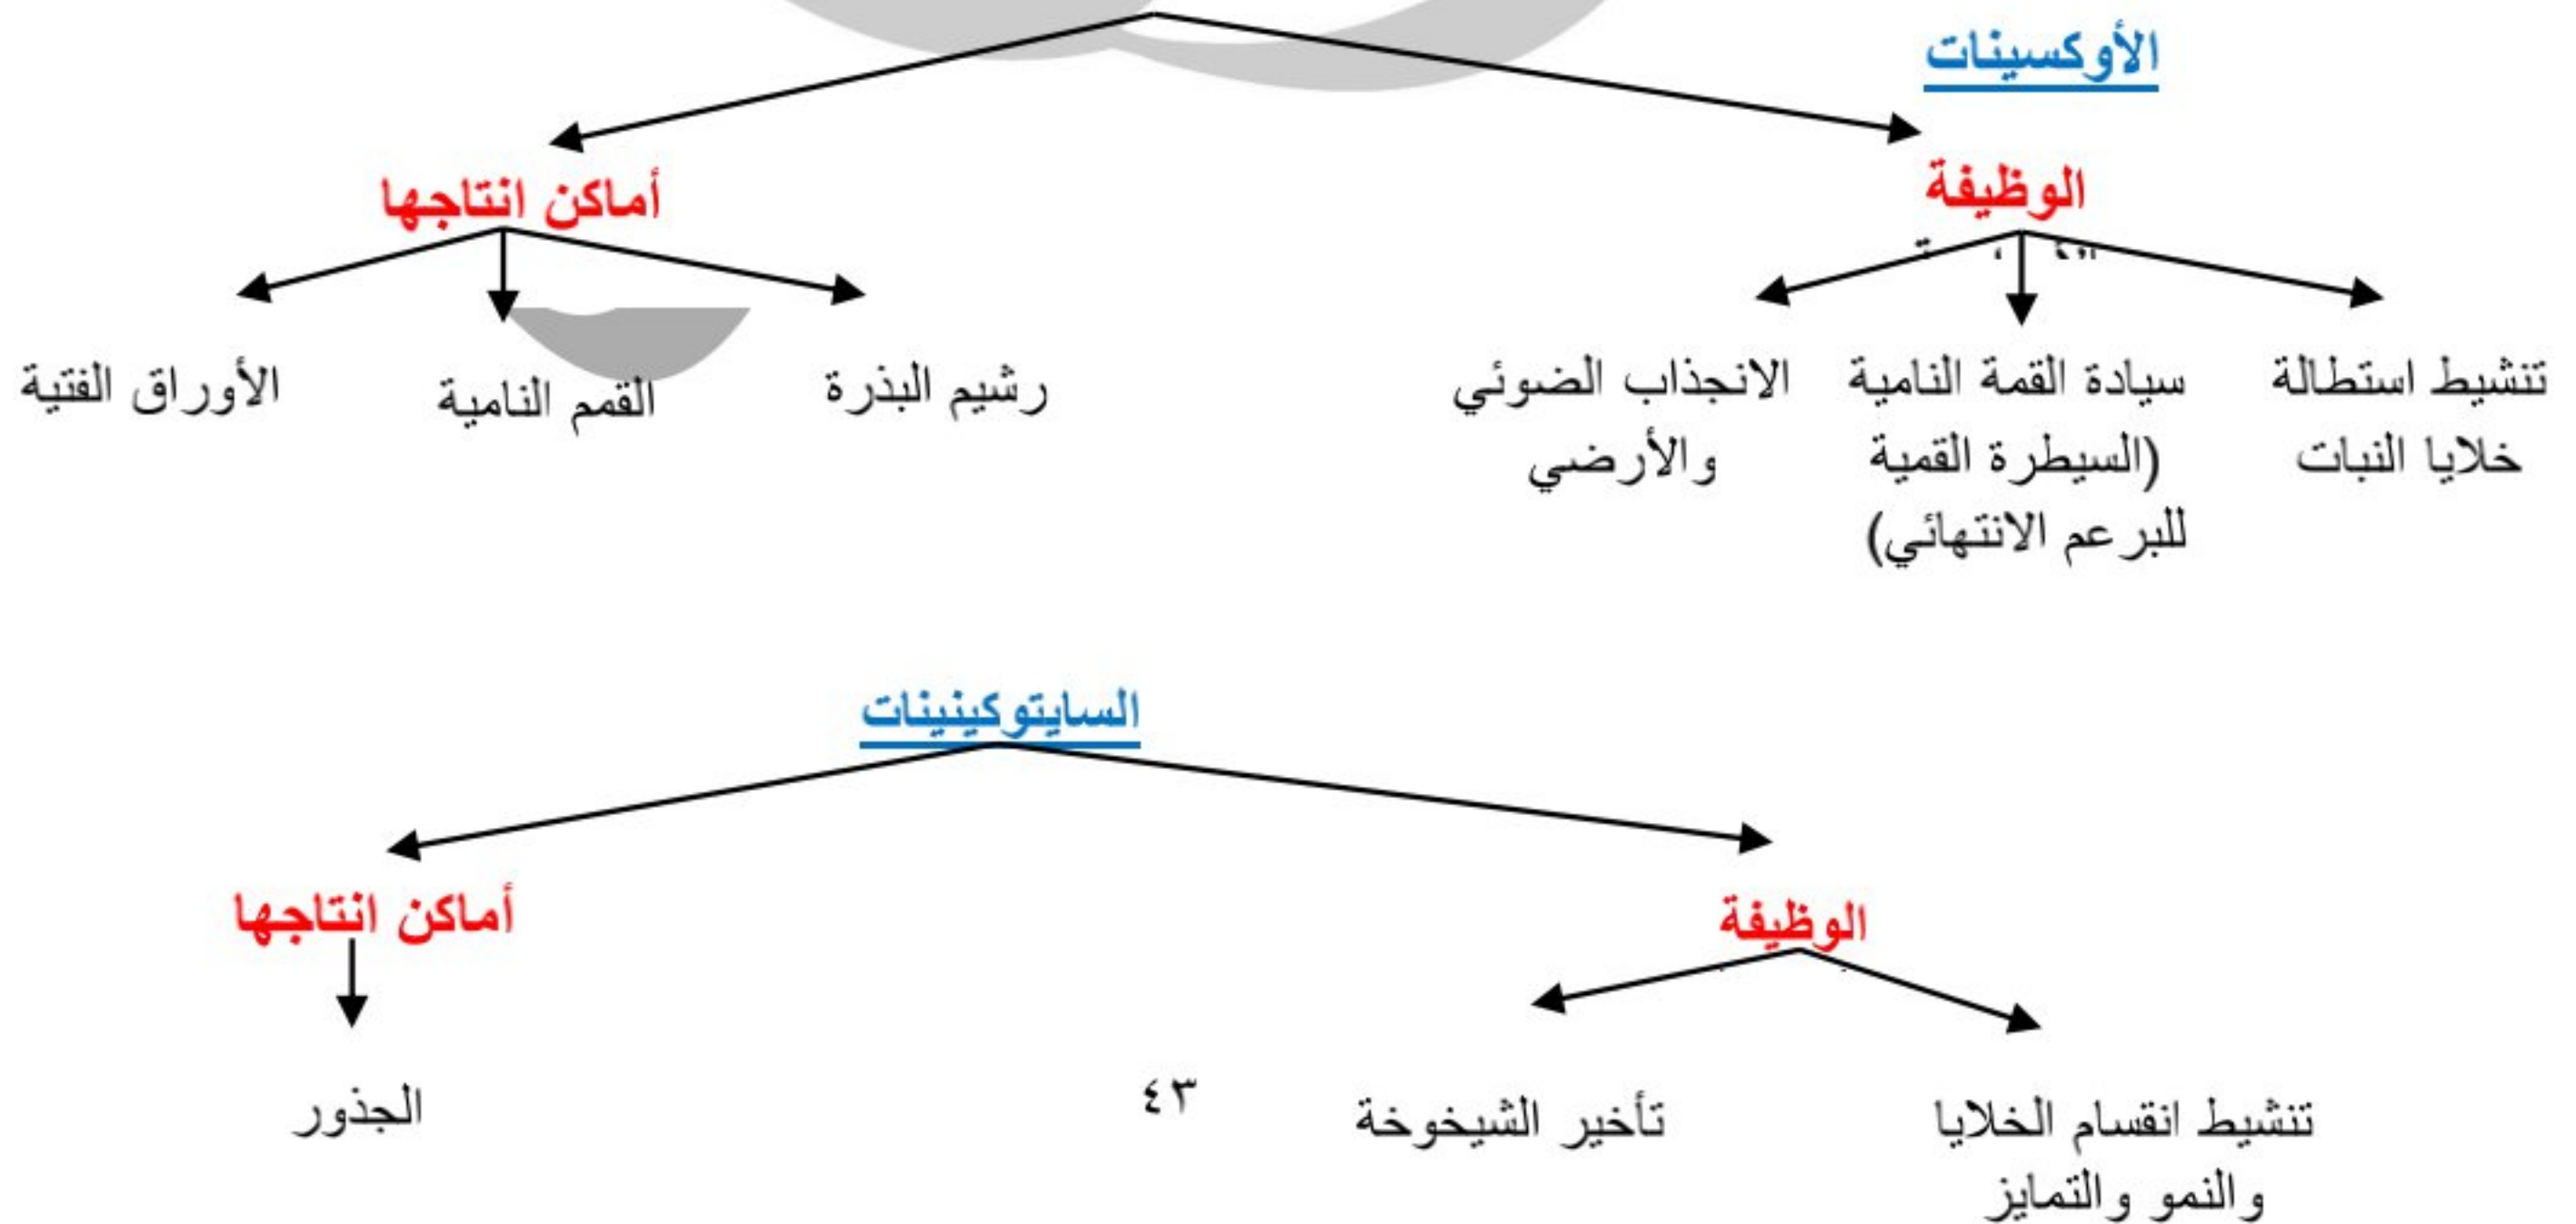 الأوكسينات
الوظيفة
أماكن انتاجها
تنشيط استطالة
خلايا النبات
سيادة القمة النامية
(السيطرة القمية
للبرعم الانتهائي)
الانجذاب الضوئي
والأرضي
رشيم البذرة
القمم النامية
الأوراق الفتية
السايتوكينينات
الوظيفة
أماكن انتاجها
تنشيط انقسام الخلايا
والنمو والتمايز
تأخير الشيخوخة
الجذور
٤٣